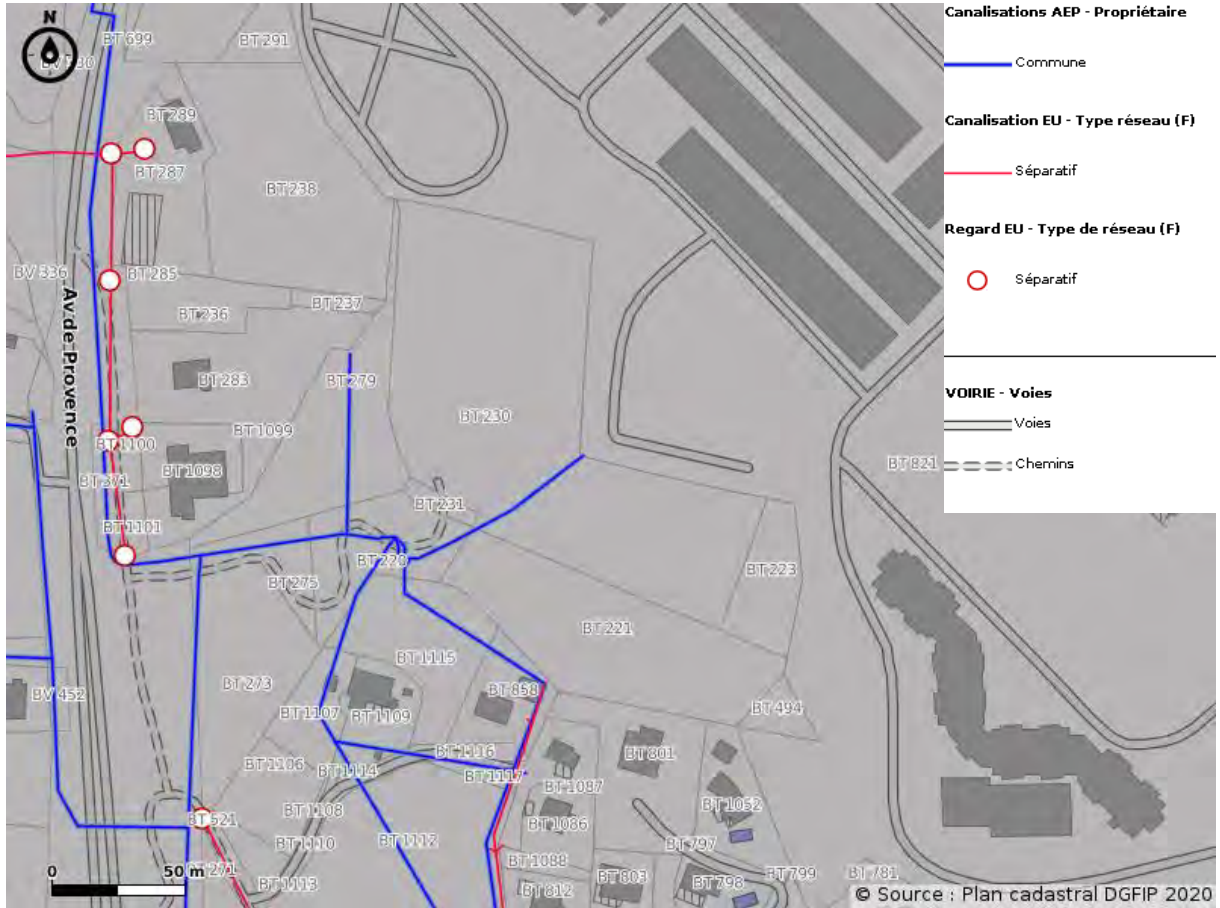 N
BT 699
BT 291
BT 289
BT 287
BT 238
BV 336
BT 285
BT 237
BT 236
Av de Provence
BT 283
BT 279
BT 230
BT 1099
BT 1100
BT 1098
BT 371
BT 821
BT 231
BT 1101
BT 220
BT 275
BT 223
BT 221
BT 1115
BT 273
BV 452
BT 858
BT 1107
BT 1109
BT 494
BT 1106
BT 1114
BT 1116
BT 801
BT 1117
BT 1087
BT 1108
BT 1052
BT 521
BT 1086
BT 1110
BT 1112
BT 797
BT 1088
BT 271
BT 1113
BT 812
BT 803
BT 798
BT 799
BT 781
0 50 m
© Source : Plan cadastral DGFIP 2020
Canalisations AEP - Propriétaire
Commune
Canalisation EU - Type réseau (F)
Séparatif
Regard EU - Type de réseau (F)
Séparatif
VOIRIE - Voies
Voies
Chemins